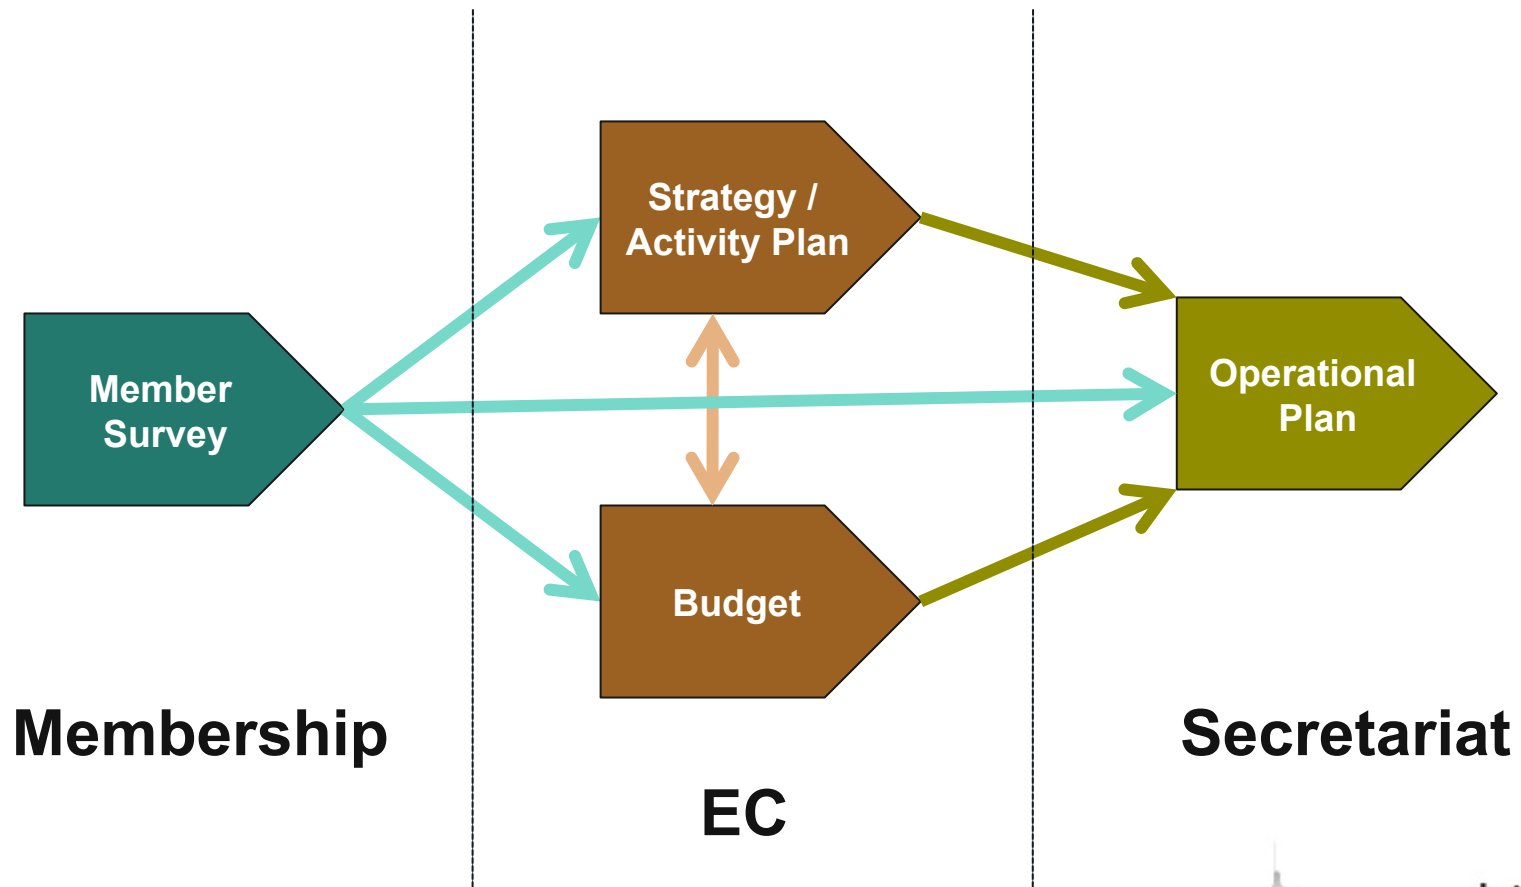 Strategy /
Activity Plan
Member
Survey
Operational
Plan
Budget
Membership
Secretariat
EC